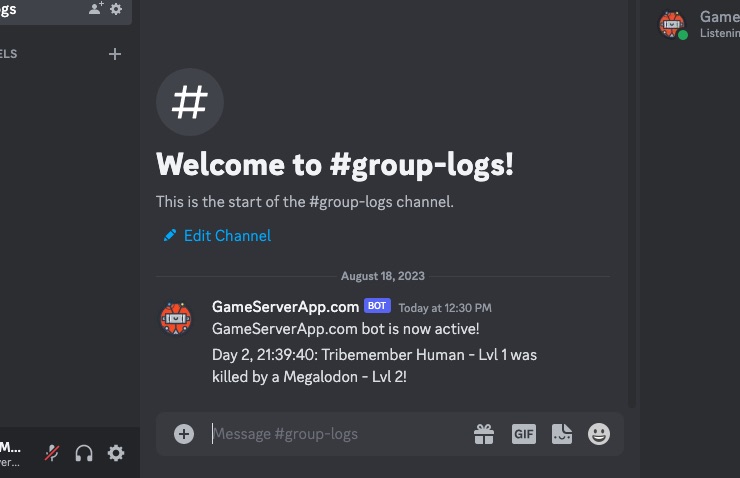 ogs
ELS
Welcome to #group-logs!
This is the start of the #group-logs channel.
Edit Channel
August 18, 2023
GameServerApp.com BOT Today at 12:30 PM
GameServerApp.com bot is now active!
Day 2, 21:39:40: Tribemember Human - Lvl 1 was
killed by a Megalodon - Lvl 2!
Message #group-logs
GIF
M...
ver...
Game
Listenin